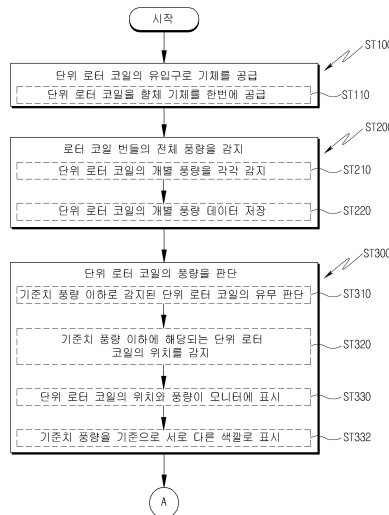 시작
ST100
단위 로터 코일의 유입구로 기체를 공급
단위 로터 코일을 향체 기체를 한번에 공급
ST110
ST200
로터 코일 번들의 전체 풍량을 감지
단위 로터 코일의 개별 풍량을 각각 감지
ST210
단위 로터 코일의 개별 풍량 데이터 저장
ST220
ST300
단위 로터 코일의 풍량을 판단
기준치 풍량 이하로 감지된 단위 로터 코일의 유무 판단
ST310
기준치 풍량 이하에 해당되는 단위 로터
코일의 위치를 감지
ST320
단위 로터 코일의 위치와 풍량이 모니터에 표시
ST330
기준치 풍량을 기준으로 서로 다른 색깔로 표시
ST332
A